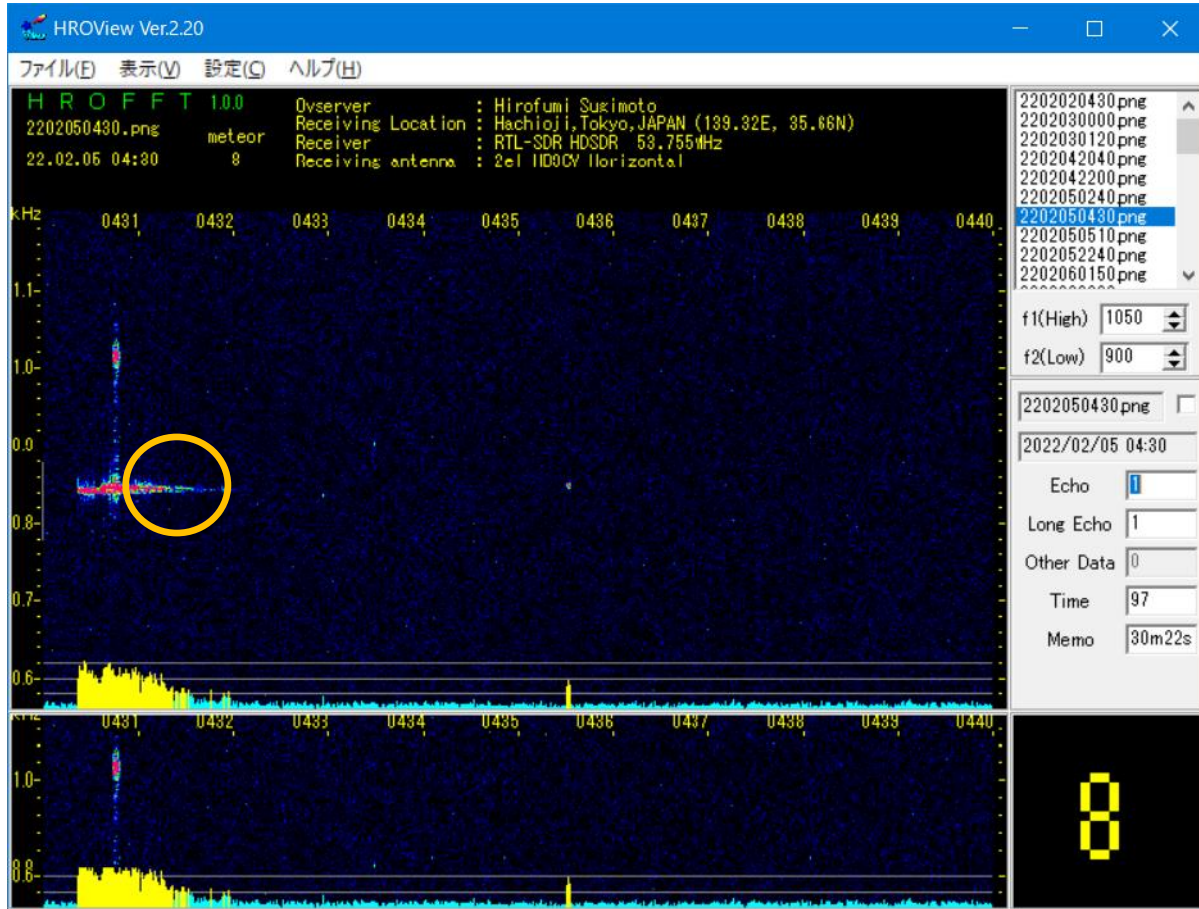 HROView Ver.2.20
ファイル(F) 表示(V) 設定(C) ヘルプ(H)
H R O F F T 1.0.0
2202050430.png meteor
22.02.05 04:30 8
Ovserver : Hirofumi Sugimoto
Receiving Location : Hachioji,Tokyo,JAPAN (139.32E, 35.66N)
Receiver : RTL-SDR HDSDR 53.755MHz
Receiving antenna : 2el HB9CV Horizontal
kHz 0431 0432 0433 0434 0435 0436 0437 0438 0439 0440
1.1
1.0
0.9
0.8
0.7
0.6
kHz 0431 0432 0433 0434 0435 0436 0437 0438 0439 0440
1.0
2202020430.png
2202030000.png
2202030120.png
2202042040.png
2202042200.png
2202050240.png
2202050430.png
2202050510.png
2202052240.png
2202060150.png
f1(High) 1050
f2(Low) 900
2202050430.png
2022/02/05 04:30
Echo 1
Long Echo 1
Other Data 0
Time 97
Memo 30m22s
8